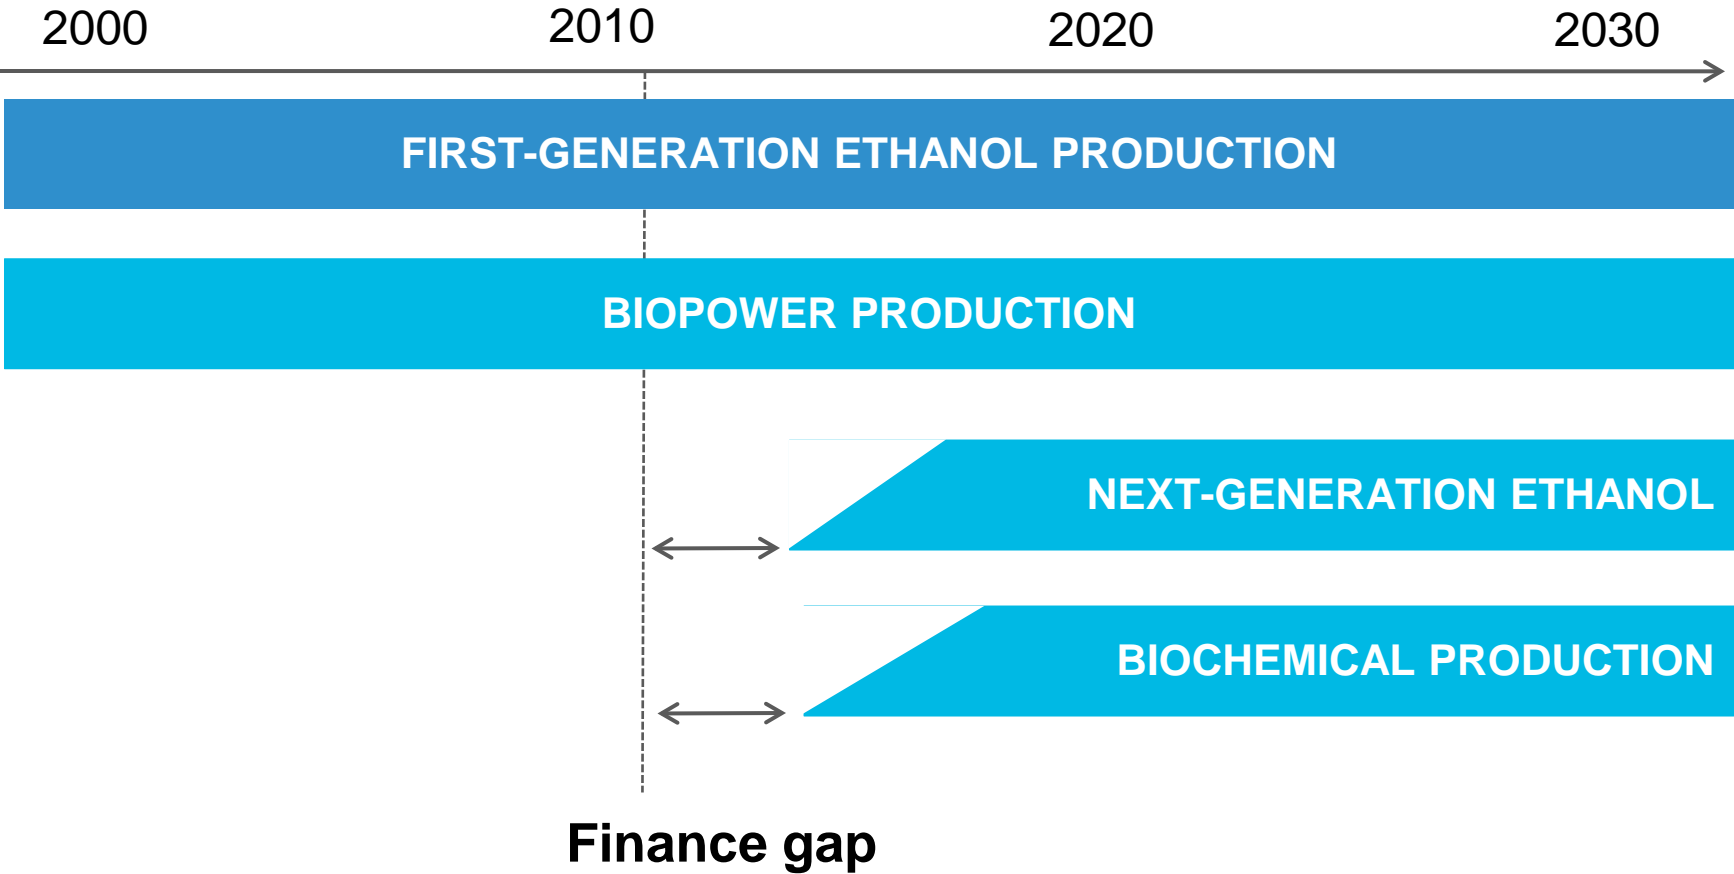 2000
2010
2020
2030
FIRST-GENERATION ETHANOL PRODUCTION
BIOPOWER PRODUCTION
NEXT-GENERATION ETHANOL
BIOCHEMICAL PRODUCTION
Finance gap